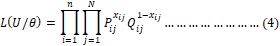 L(U/θ) = ∏_{i=1}^{n} ∏_{j=1}^{N} P_{ij}^{x_{ij}} Q_{ij}^{1−x_{ij}} … … … … … … … … (4)